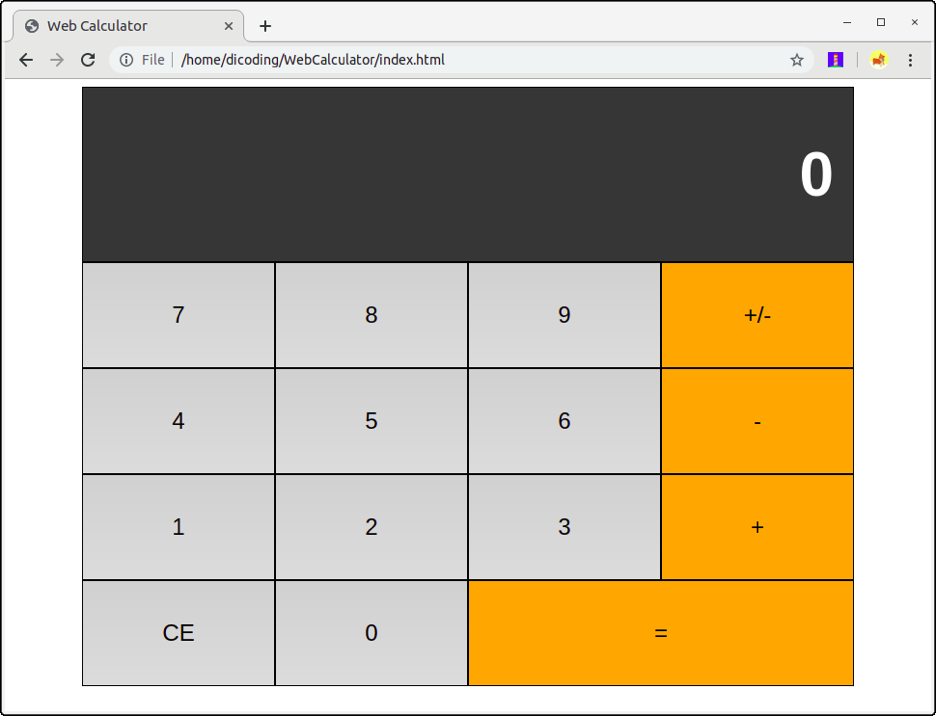 Web Calculator
File /home/dicoding/WebCalculator/index.html
0
7 8 9 +/-
4 5 6 -
1 2 3 +
CE 0 =